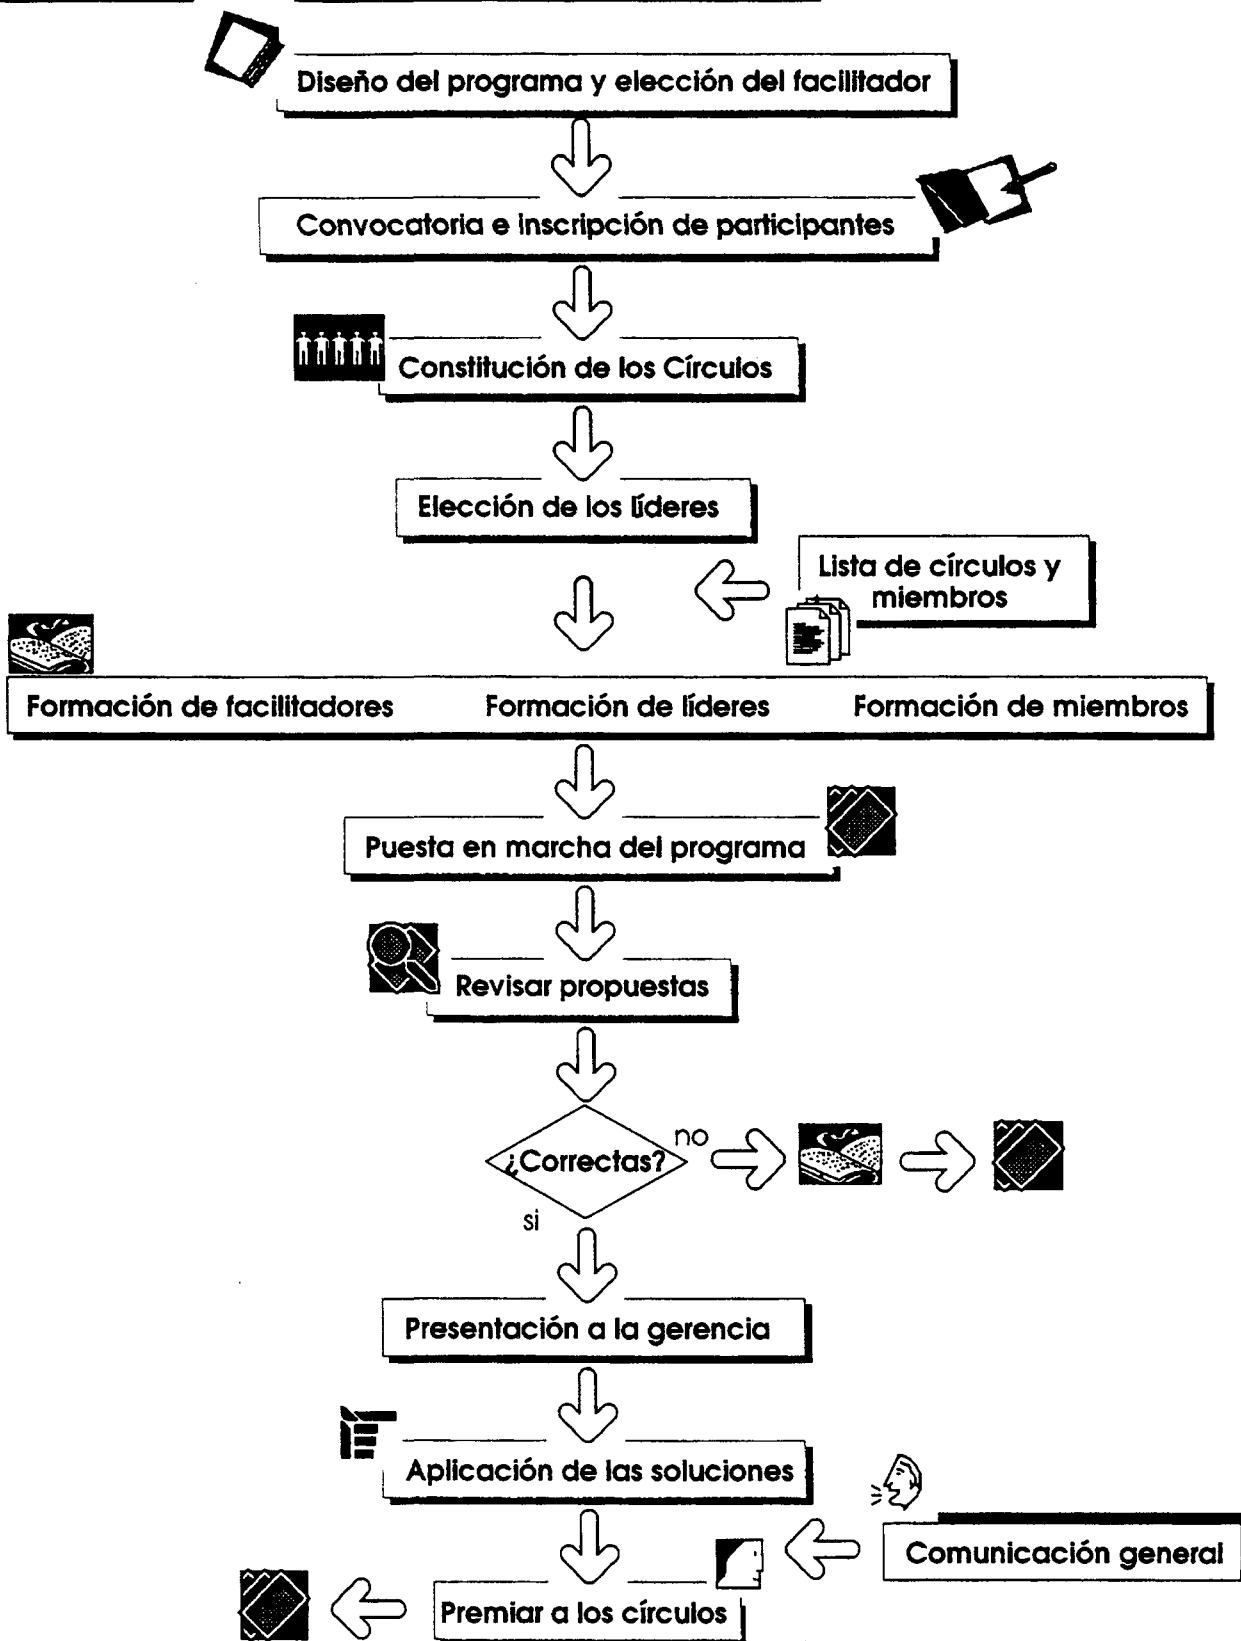 Diseño del programa y elección del facilitador
Convocatoria e inscripción de participantes
Constitución de los Círculos
Elección de los líderes
Lista de círculos y
miembros
Formación de facilitadores Formación de líderes Formación de miembros
Puesta en marcha del programa
Revisar propuestas
¿Correctas?
no
si
Presentación a la gerencia
Aplicación de las soluciones
Comunicación general
Premiar a los círculos